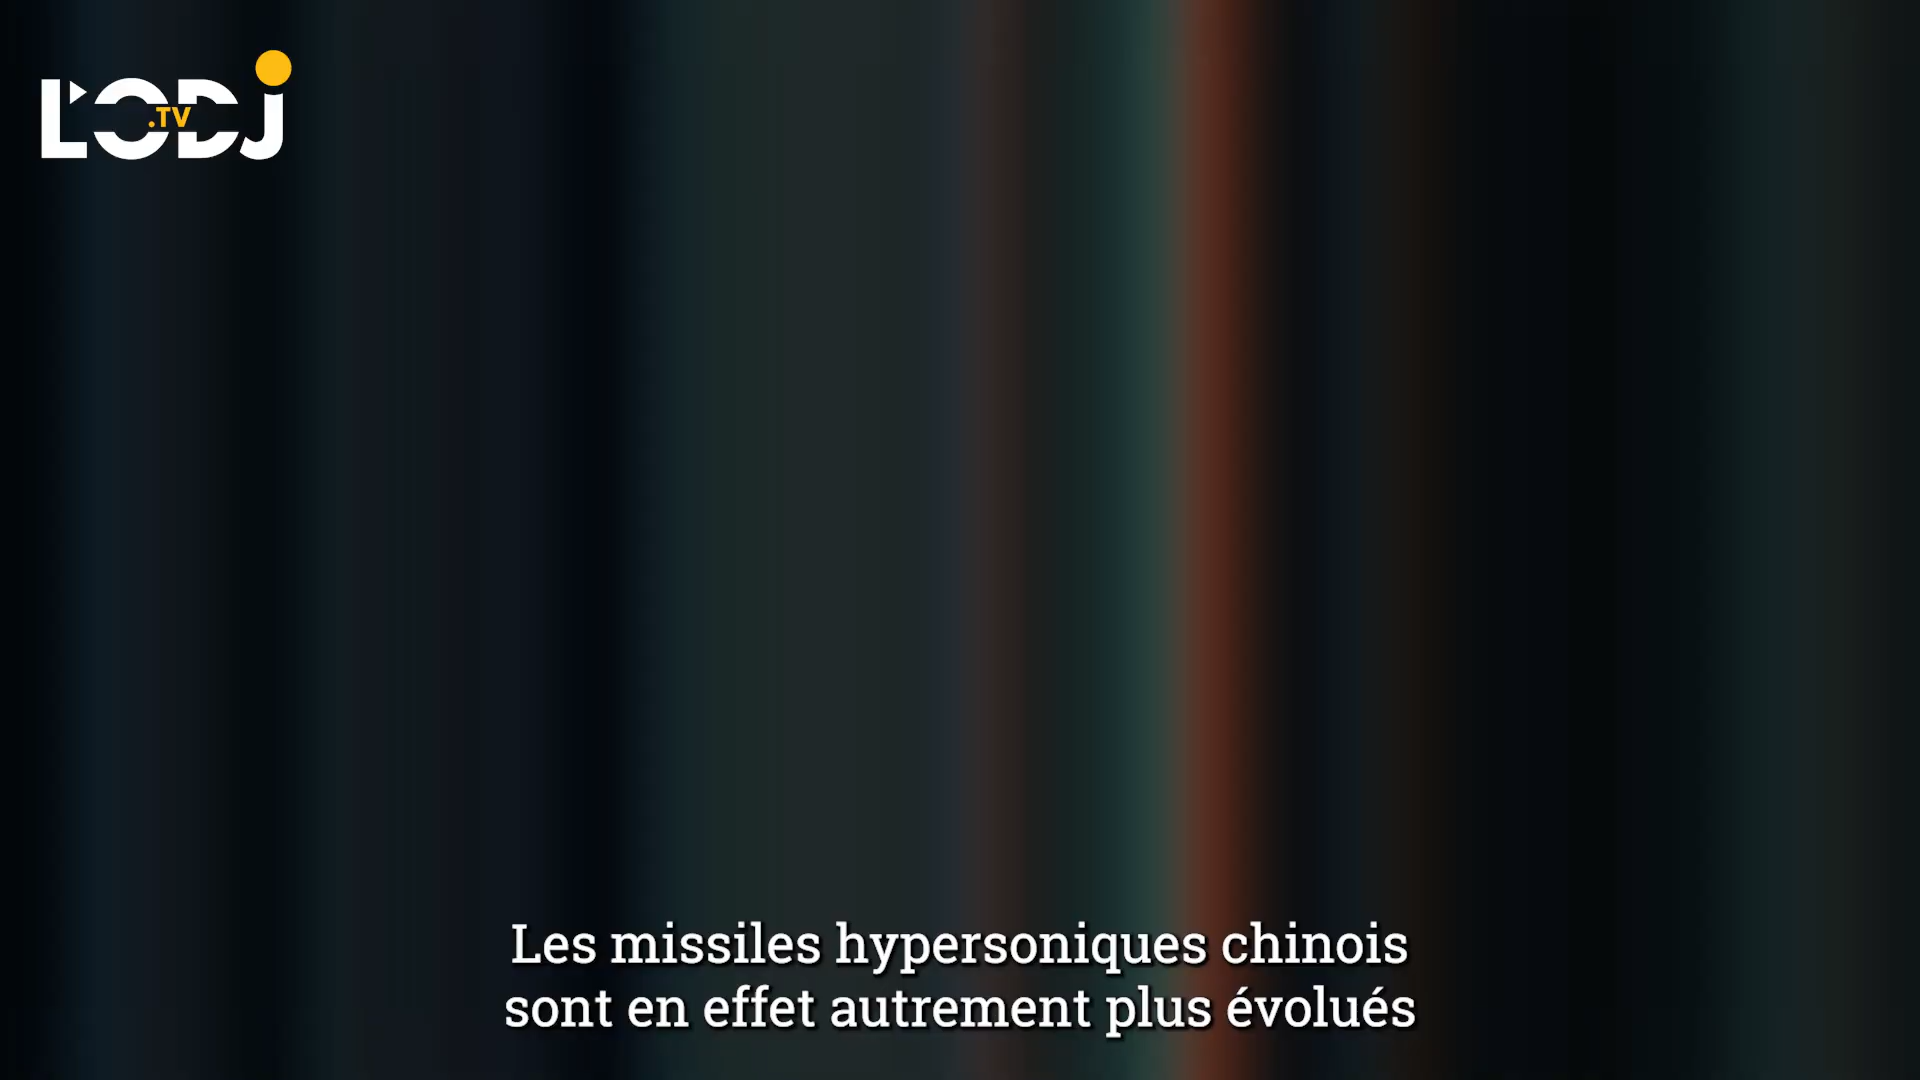 L'ODJ
.TV
Les missiles hypersoniques chinois
sont en effet autrement plus évolués